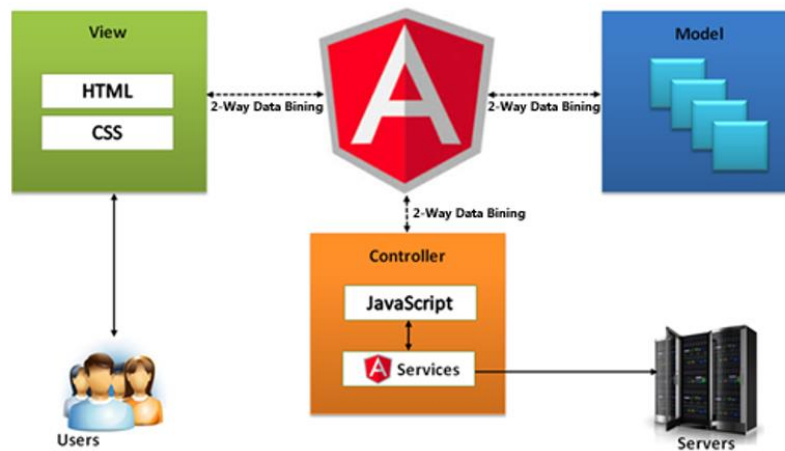 View
HTML
CSS
2-Way Data Bining
A
2-Way Data Bining
Model
2-Way Data Bining
Controller
JavaScript
A Services
Users
Servers